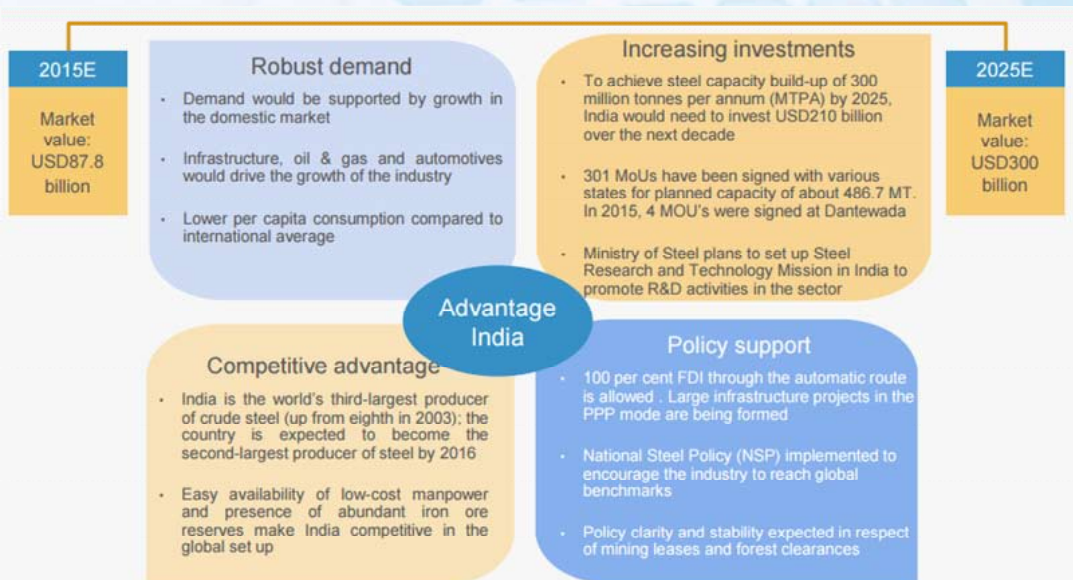 2015E
Market
value:
USD87.8
billion
Robust demand
· Demand would be supported by growth in
the domestic market
· Infrastructure, oil & gas and automotives
would drive the growth of the industry
· Lower per capita consumption compared to
international average
Increasing investments
· To achieve steel capacity build-up of 300
million tonnes per annum (MTPA) by 2025,
India would need to invest USD210 billion
over the next decade
· 301 MoUs have been signed with various
states for planned capacity of about 486.7 MT.
In 2015, 4 MOU's were signed at Dantewada
· Ministry of Steel plans to set up Steel
Research and Technology Mission in India to
promote R&D activities in the sector
2025E
Market
value:
USD300
billion
Advantage
India
Competitive advantage
· India is the world's third-largest producer
of crude steel (up from eighth in 2003); the
country is expected to become the
second-largest producer of steel by 2016
· Easy availability of low-cost manpower
and presence of abundant iron ore
reserves make India competitive in the
global set up
Policy support
· 100 per cent FDI through the automatic route
is allowed . Large infrastructure projects in the
PPP mode are being formed
· National Steel Policy (NSP) implemented to
encourage the industry to reach global
benchmarks
· Policy clarity and stability expected in respect
of mining leases and forest clearances